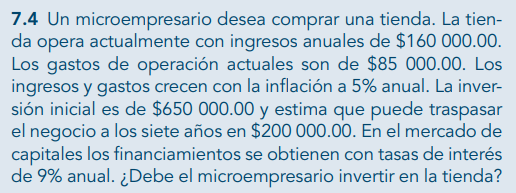 7.4 Un microempresario desea comprar una tienda. La tien-
da opera actualmente con ingresos anuales de $160 000.00.
Los gastos de operación actuales son de $85 000.00. Los
ingresos y gastos crecen con la inflación a 5% anual. La inver-
sión inicial es de $650 000.00 y estima que puede traspasar
el negocio a los siete años en $200 000.00. En el mercado de
capitales los financiamientos se obtienen con tasas de interés
de 9% anual. ¿Debe el microempresario invertir en la tienda?